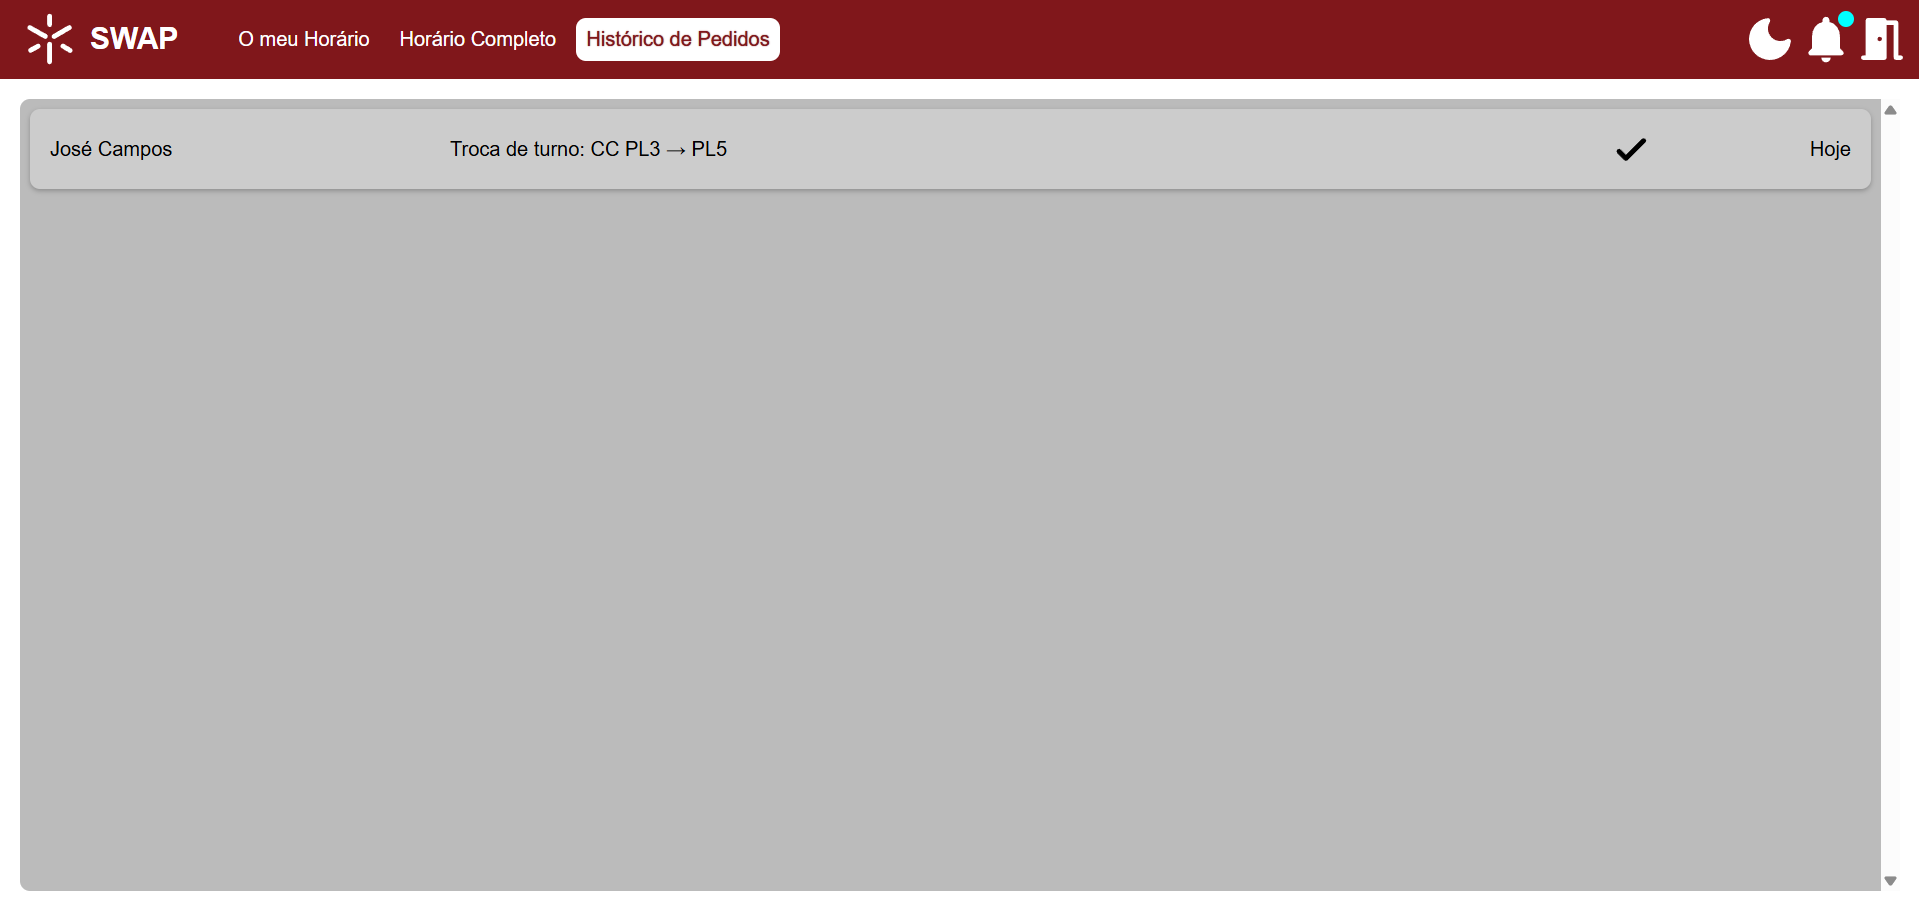 SWAP
O meu Horário
Horário Completo
Histórico de Pedidos
José Campos
Troca de turno: CC PL3 → PL5
Hoje